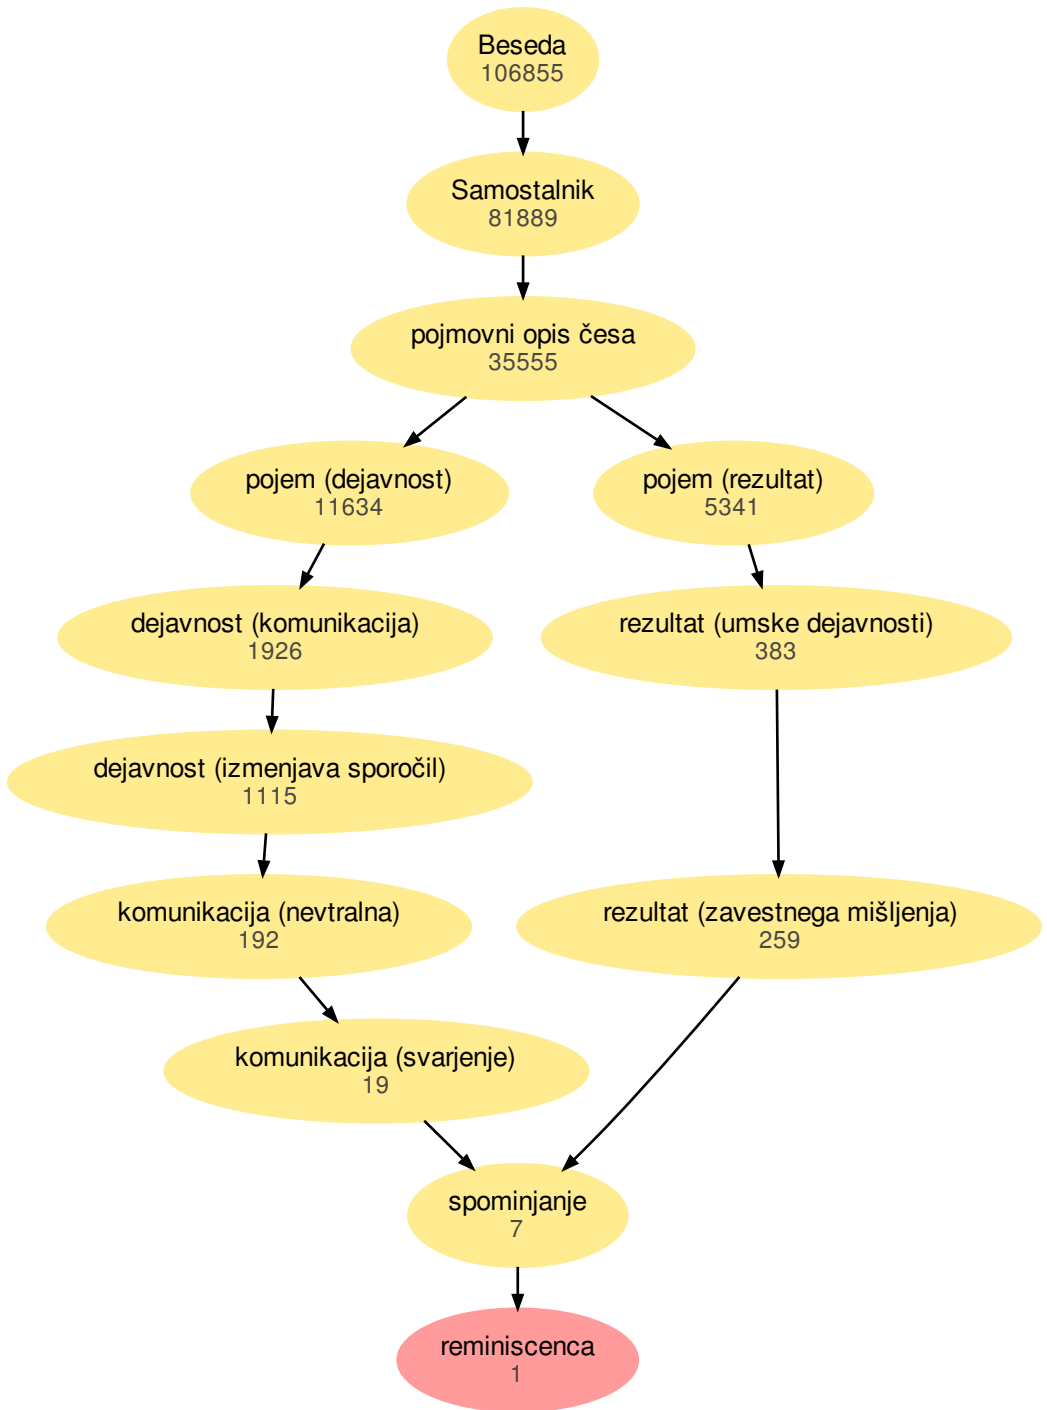 Beseda
106855
Samostalnik
81889
pojmovni opis česa
35555
pojem (dejavnost)
11634
pojem (rezultat)
5341
dejavnost (komunikacija)
1926
rezultat (umske dejavnosti)
383
dejavnost (izmenjava sporočil)
1115
komunikacija (nevtralna)
192
rezultat (zavestnega mišljenja)
259
komunikacija (svarjenje)
19
spominjanje
7
reminiscenca
1